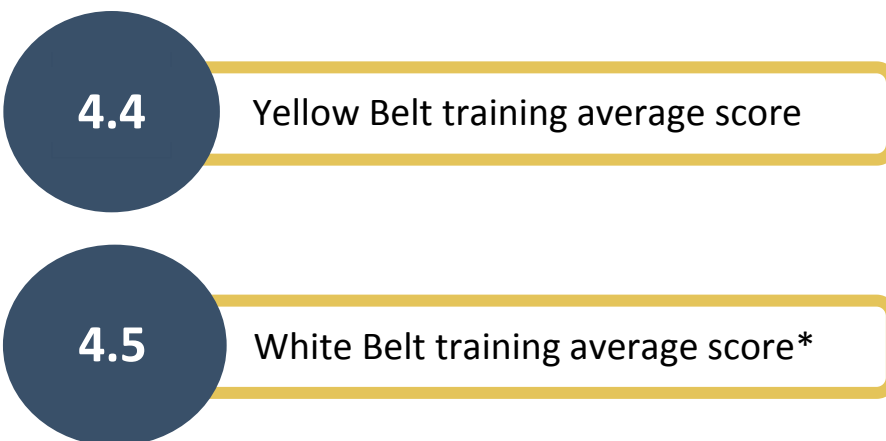 4.4
Yellow Belt training average score
4.5
White Belt training average score*